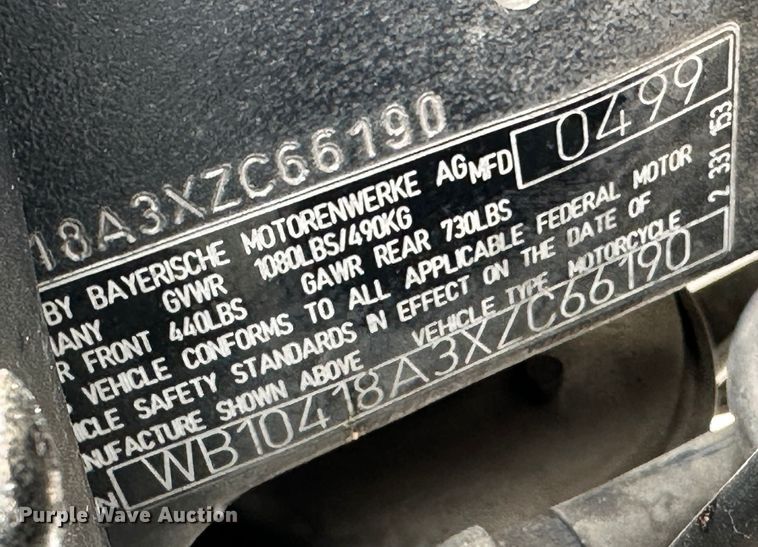 18A3XZC66190
BY BAYERISCHE MOTORENWERKE AG MFD 0499
MANY GVWR 1080LBS/490KG
R FRONT 440LBS GAWR REAR 730LBS
VEHICLE CONFORMS TO ALL APPLICABLE FEDERAL MOTOR
ICLE SAFETY STANDARDS IN EFFECT ON THE DATE OF
NUFACTURE SHOWN ABOVE VEHICLE TYPE MOTORCYCLE
WB10418A3XZC66190
2 331 153
Purple Wave Auction